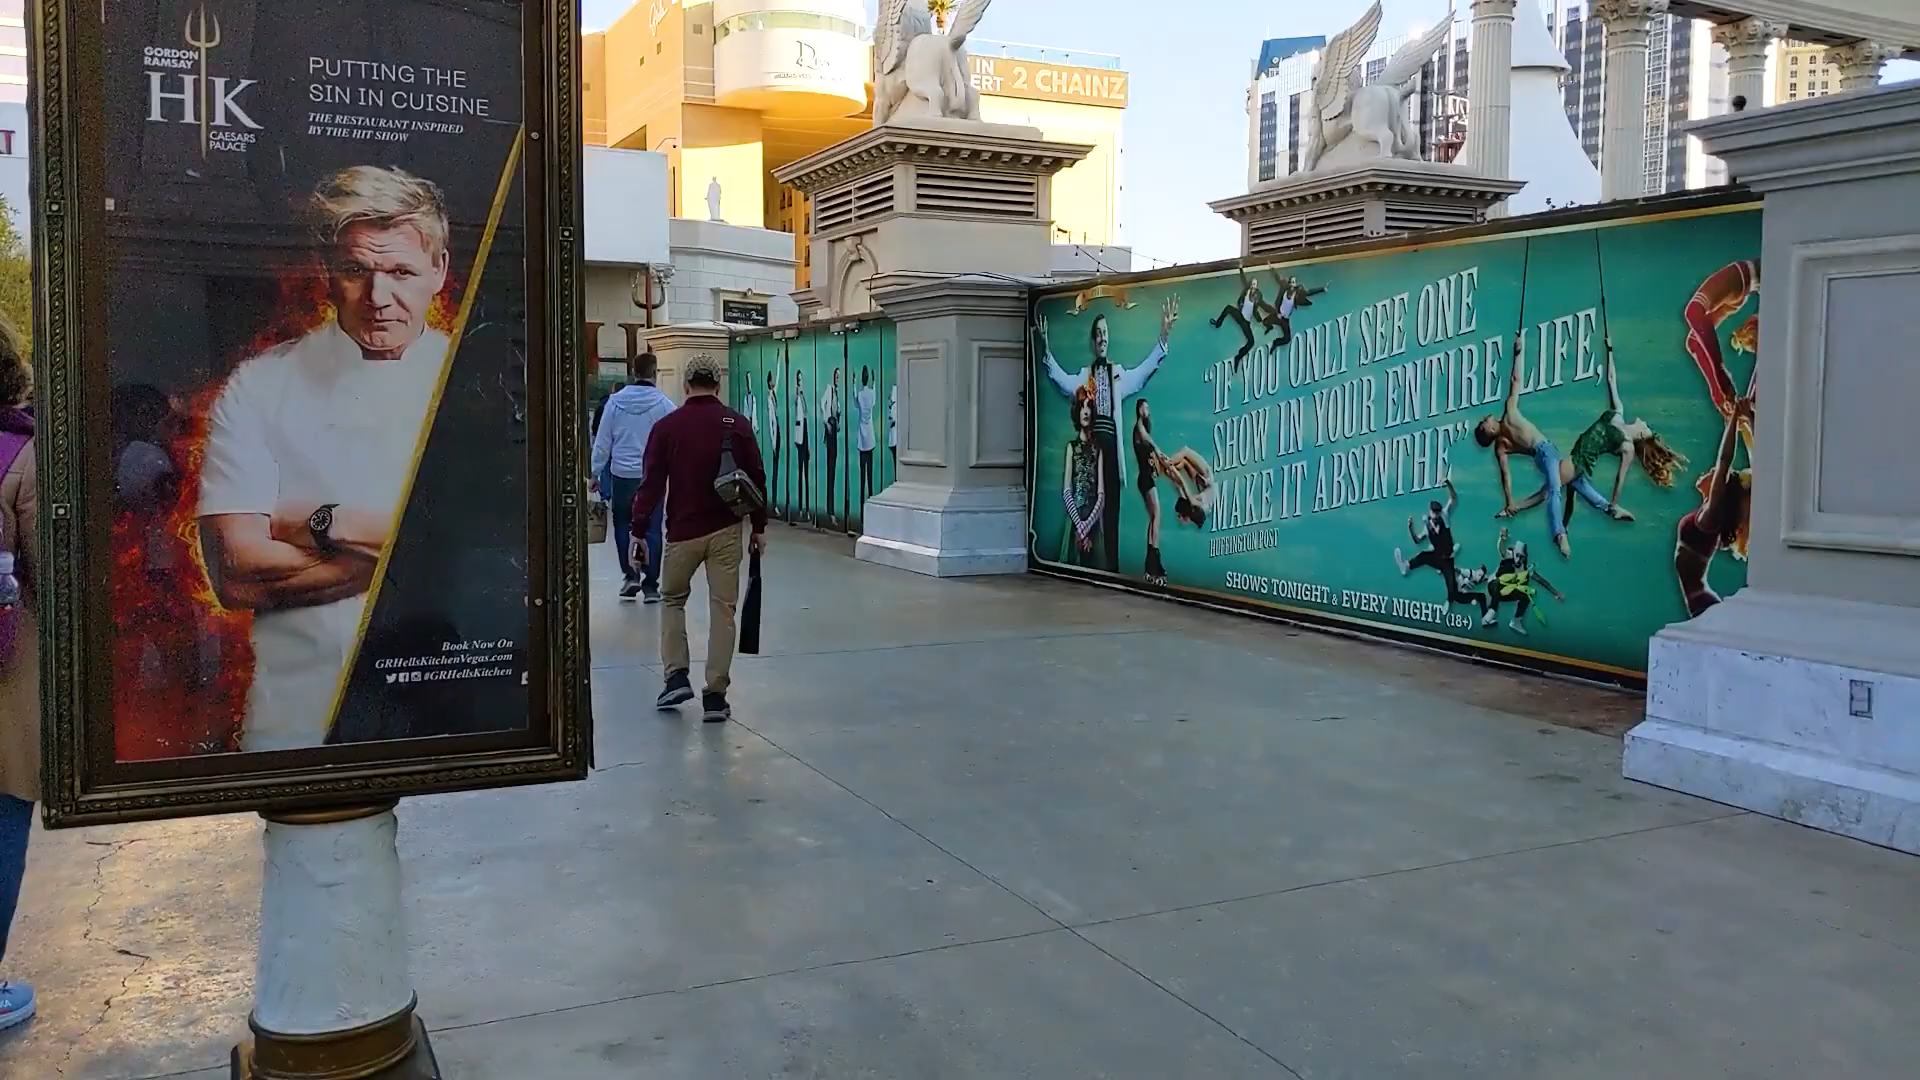 GORDON
RAMSAY
HK
CAESARS
PALACE
PUTTING THE
SIN IN CUISINE
THE RESTAURANT INSPIRED
BY THE HIT SHOW
Book Now On
GRHellsKitchenVegas.com
#GRHellsKitchen
IN
2 CHAINZ
"IF YOU ONLY SEE ONE
SHOW IN YOUR ENTIRE LIFE,
MAKE IT ABSINTHE"
HUFFINGTON POST
SHOWS TONIGHT & EVERY NIGHT (18+)